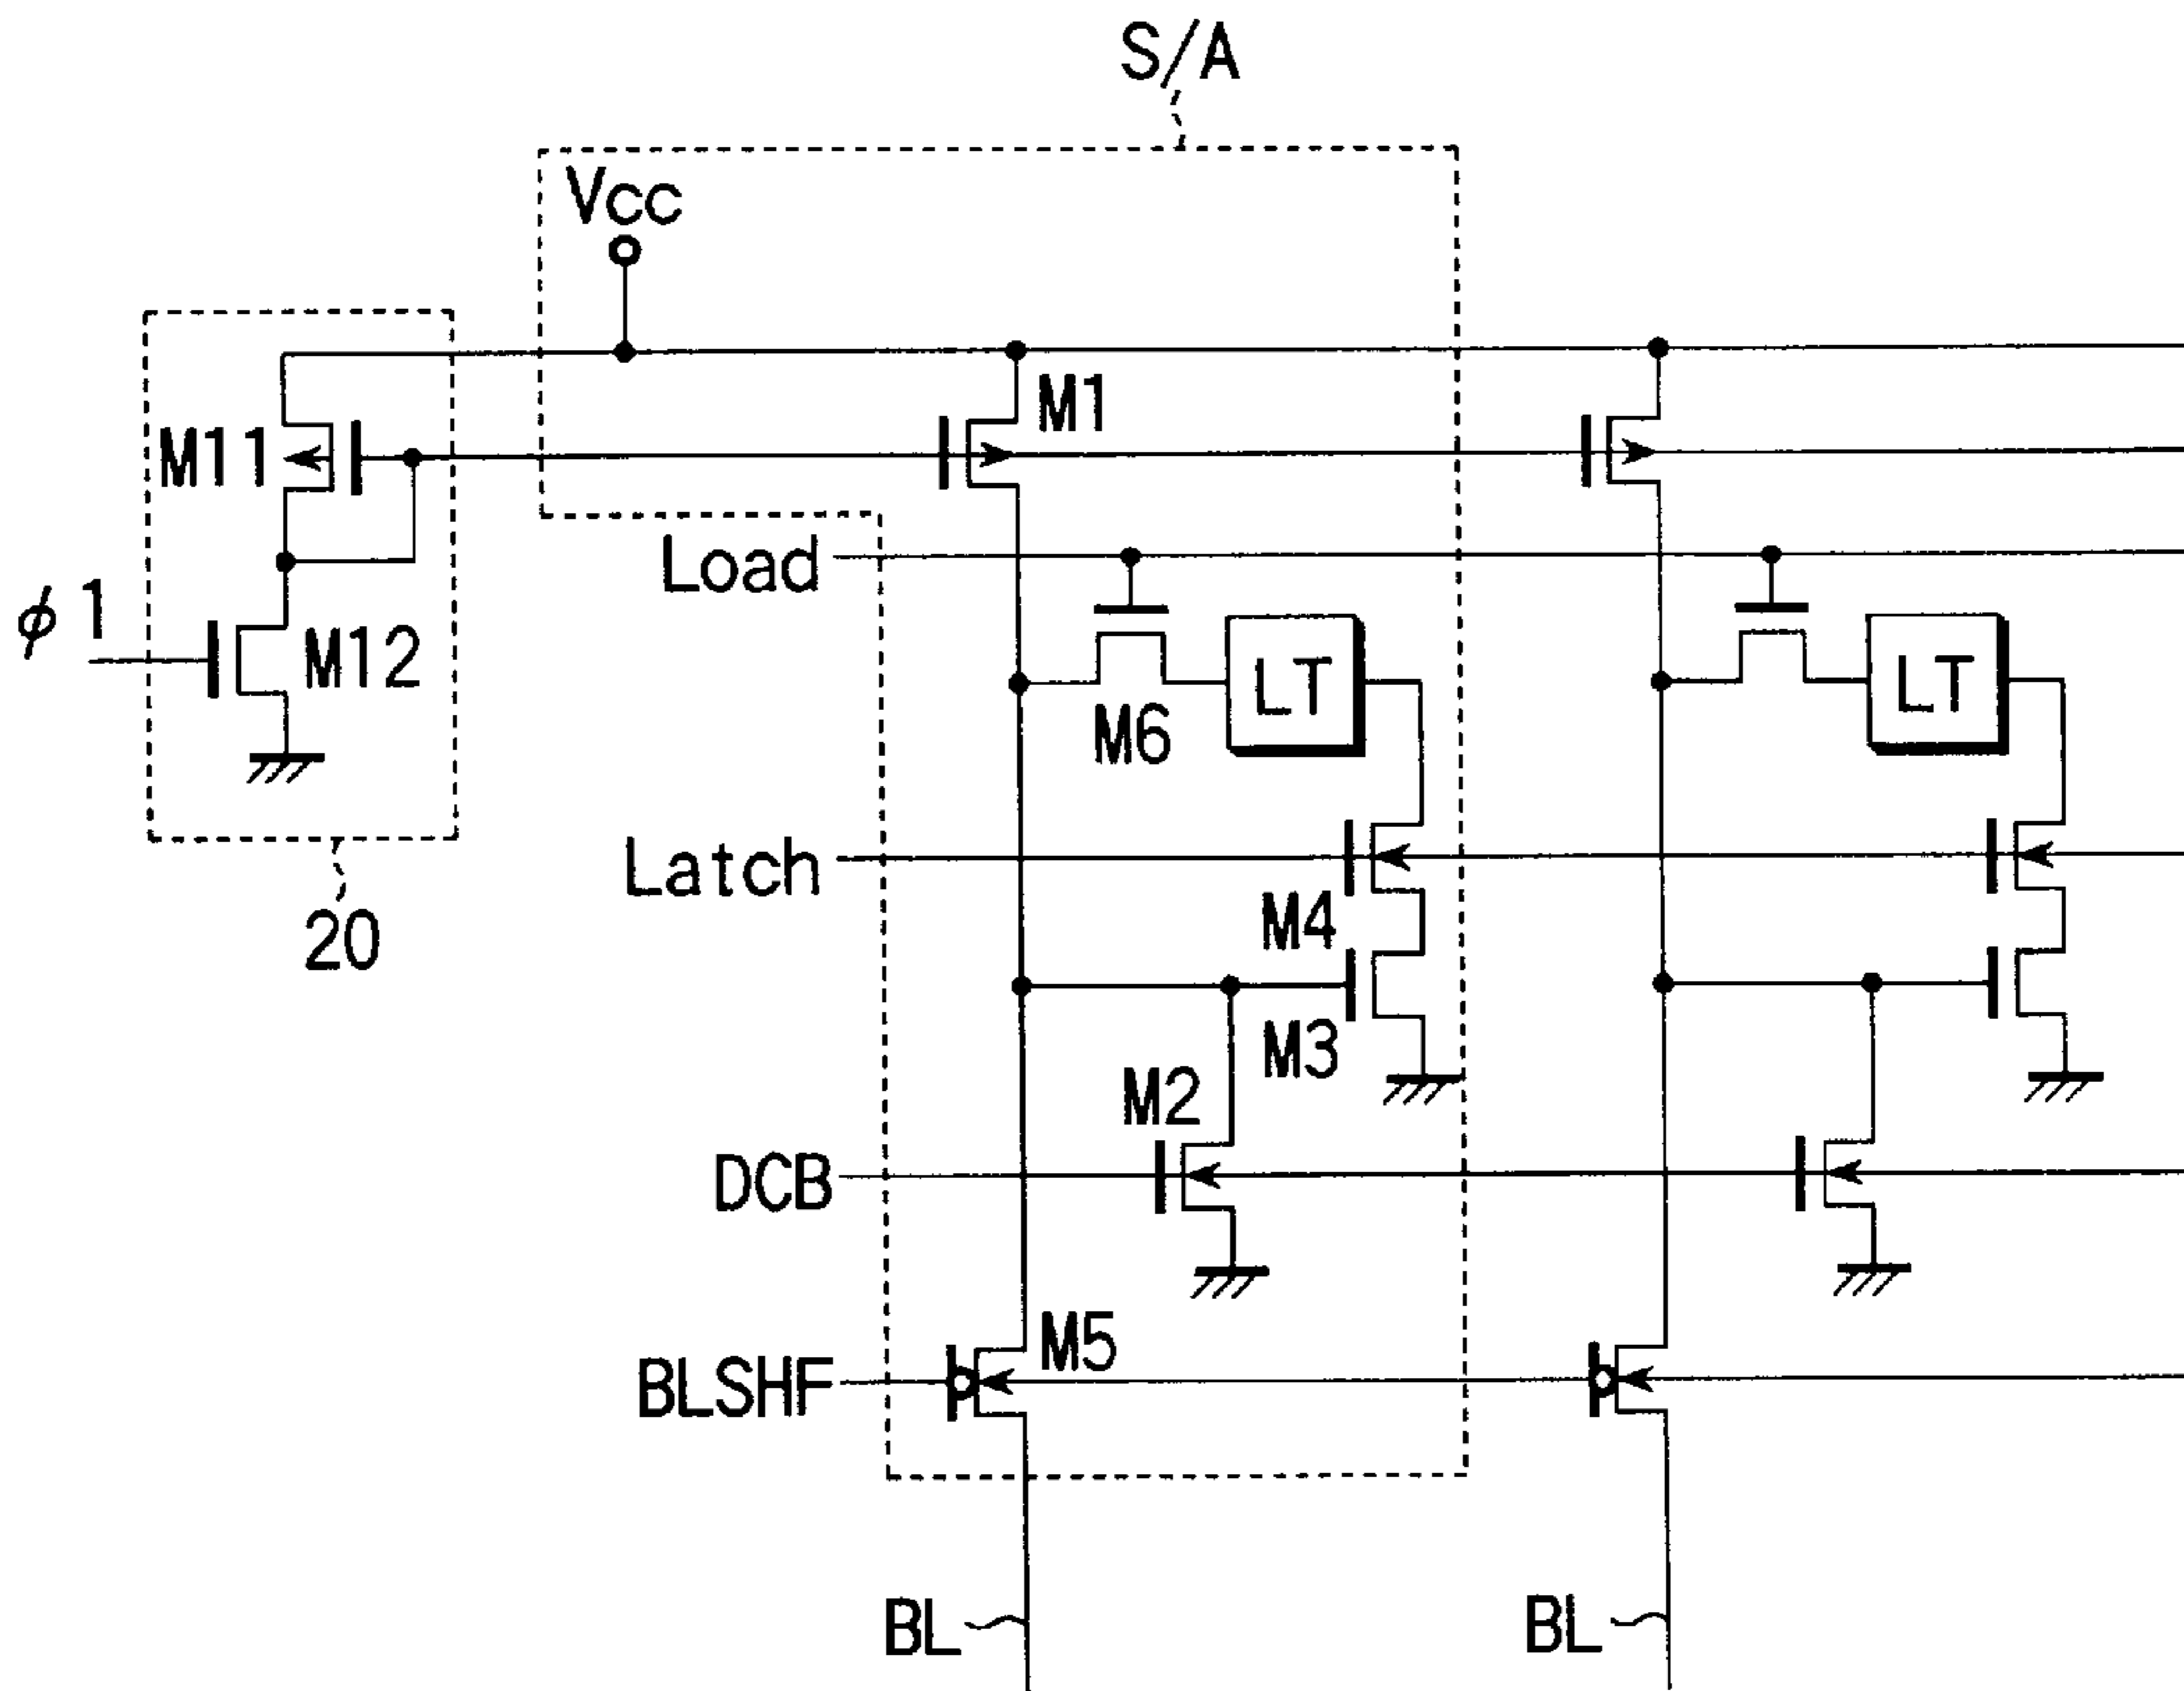 S/A
Vcc
M1
M11
Load
φ1
M12
LT
LT
M6
Latch
M4
20
M3
M2
DCB
M5
BLSHF
BL
BL